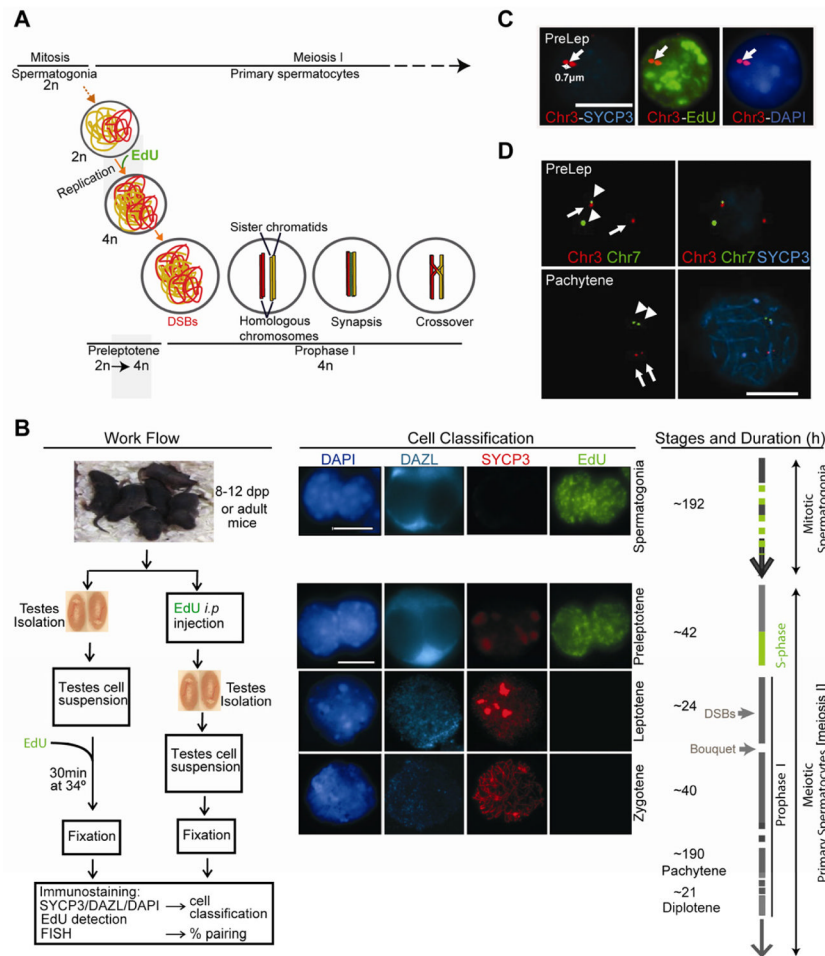 A
Mitosis
Meiosis I
Spermatogonia
Primary spermatocytes
2n
2n
EdU
Replication
4n
Sister chromatids
DSBs
Homologous
chromosomes
Synapsis
Crossover
Preleptotene
2n → 4n
Prophase I
4n
C
PreLep
0.7µm
Chr3-SYCP3
Chr3-EdU
Chr3-DAPI
D
PreLep
Chr3 Chr7
Chr3 Chr7 SYCP3
Pachytene
B
Work Flow
8-12 dpp
or adult
mice
Testes
Isolation
EdU i.p
injection
Testes cell
suspension
Testes
Isolation
EdU
30min
at 34º
Testes cell
suspension
Fixation
Fixation
Immunostaining:
SYCP3/DAZL/DAPI → cell
classification
EdU detection
FISH → % pairing
Cell Classification
DAPI
DAZL
SYCP3
EdU
Spermatogonia
Preleptotene
Leptotene
Zygotene
Stages and Duration (h)
~192
Mitotic
Spermatogonia
~42
S-phase
~24
DSBs
Bouquet
~40
~190
Pachytene
~21
Diplotene
Prophase I
Meiotic
Primary Spermatocytes [meiosis I]